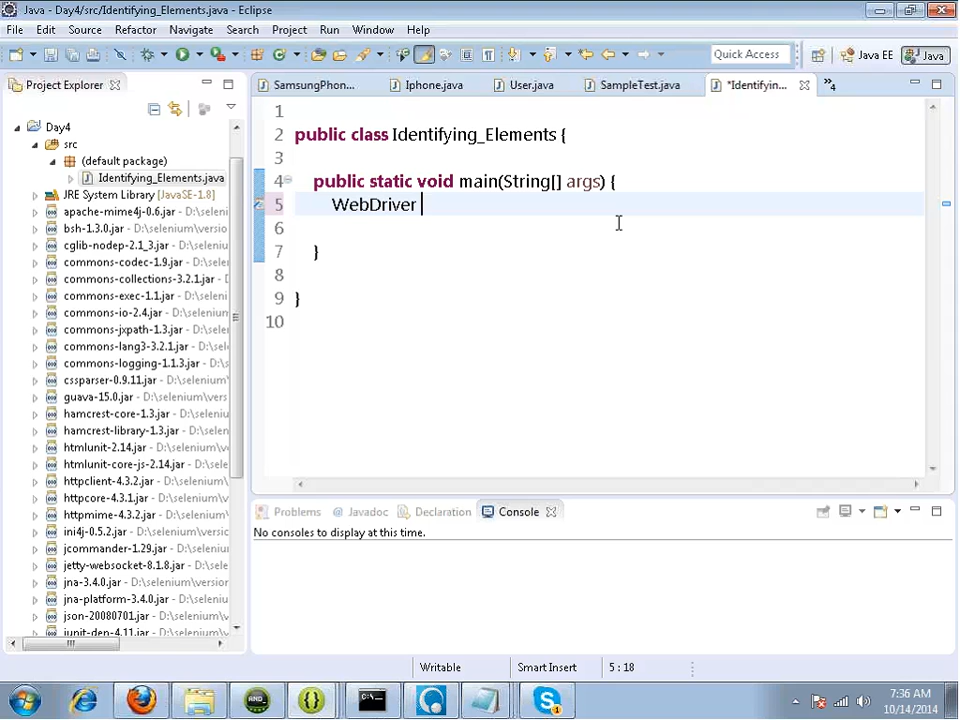 Java - Day4/src/Identifying_Elements.java - Eclipse
File Edit Source Refactor Navigate Search Project Run Window Help
Quick Access
Java EE
Java
Project Explorer
SamsungPhon...
Iphone.java
User.java
SampleTest.java
*Identifyin...
»4
Day4
src
(default package)
Identifying_Elements.java
JRE System Library [JavaSE-1.8]
apache-mime4j-0.6.jar - D:\seleni
bsh-1.3.0.jar - D:\selenium\versio
cglib-nodep-2.1_3.jar - D:\seleni
commons-codec-1.9.jar - D:\selen
commons-collections-3.2.1.jar - D
commons-exec-1.1.jar - D:\seleni
commons-io-2.4.jar - D:\seleniun
commons-jxpath-1.3.jar - D:\seler
commons-lang3-3.2.1.jar - D:\sele
commons-logging-1.1.3.jar - D:\s
cssparser-0.9.11.jar - D:\selenium
guava-15.0.jar - D:\selenium\vers
hamcrest-core-1.3.jar - D:\seleni
hamcrest-library-1.3.jar - D:\sele
htmlunit-2.14.jar - D:\selenium\v
htmlunit-core-js-2.14.jar - D:\sel
httpclient-4.3.2.jar - D:\selenium
httpcore-4.3.1.jar - D:\selenium\v
httpmime-4.3.2.jar - D:\selenium
ini4j-0.5.2.jar - D:\selenium\versic
jcommander-1.29.jar - D:\seleniu
jetty-websocket-8.1.8.jar - D:\sele
jna-3.4.0.jar - D:\selenium\versio
jna-platform-3.4.0.jar - D:\seleni
json-20080701.jar - D:\selenium\
junit-dep-4.11.jar - D:\selenium\
1
2 public class Identifying_Elements {
3
4 public static void main(String[] args) {
5 WebDriver
6
7 }
8
9 }
10
Problems
Javadoc
Declaration
Console
No consoles to display at this time.
Writable
Smart Insert
5 : 18
7:36 AM
10/14/2014